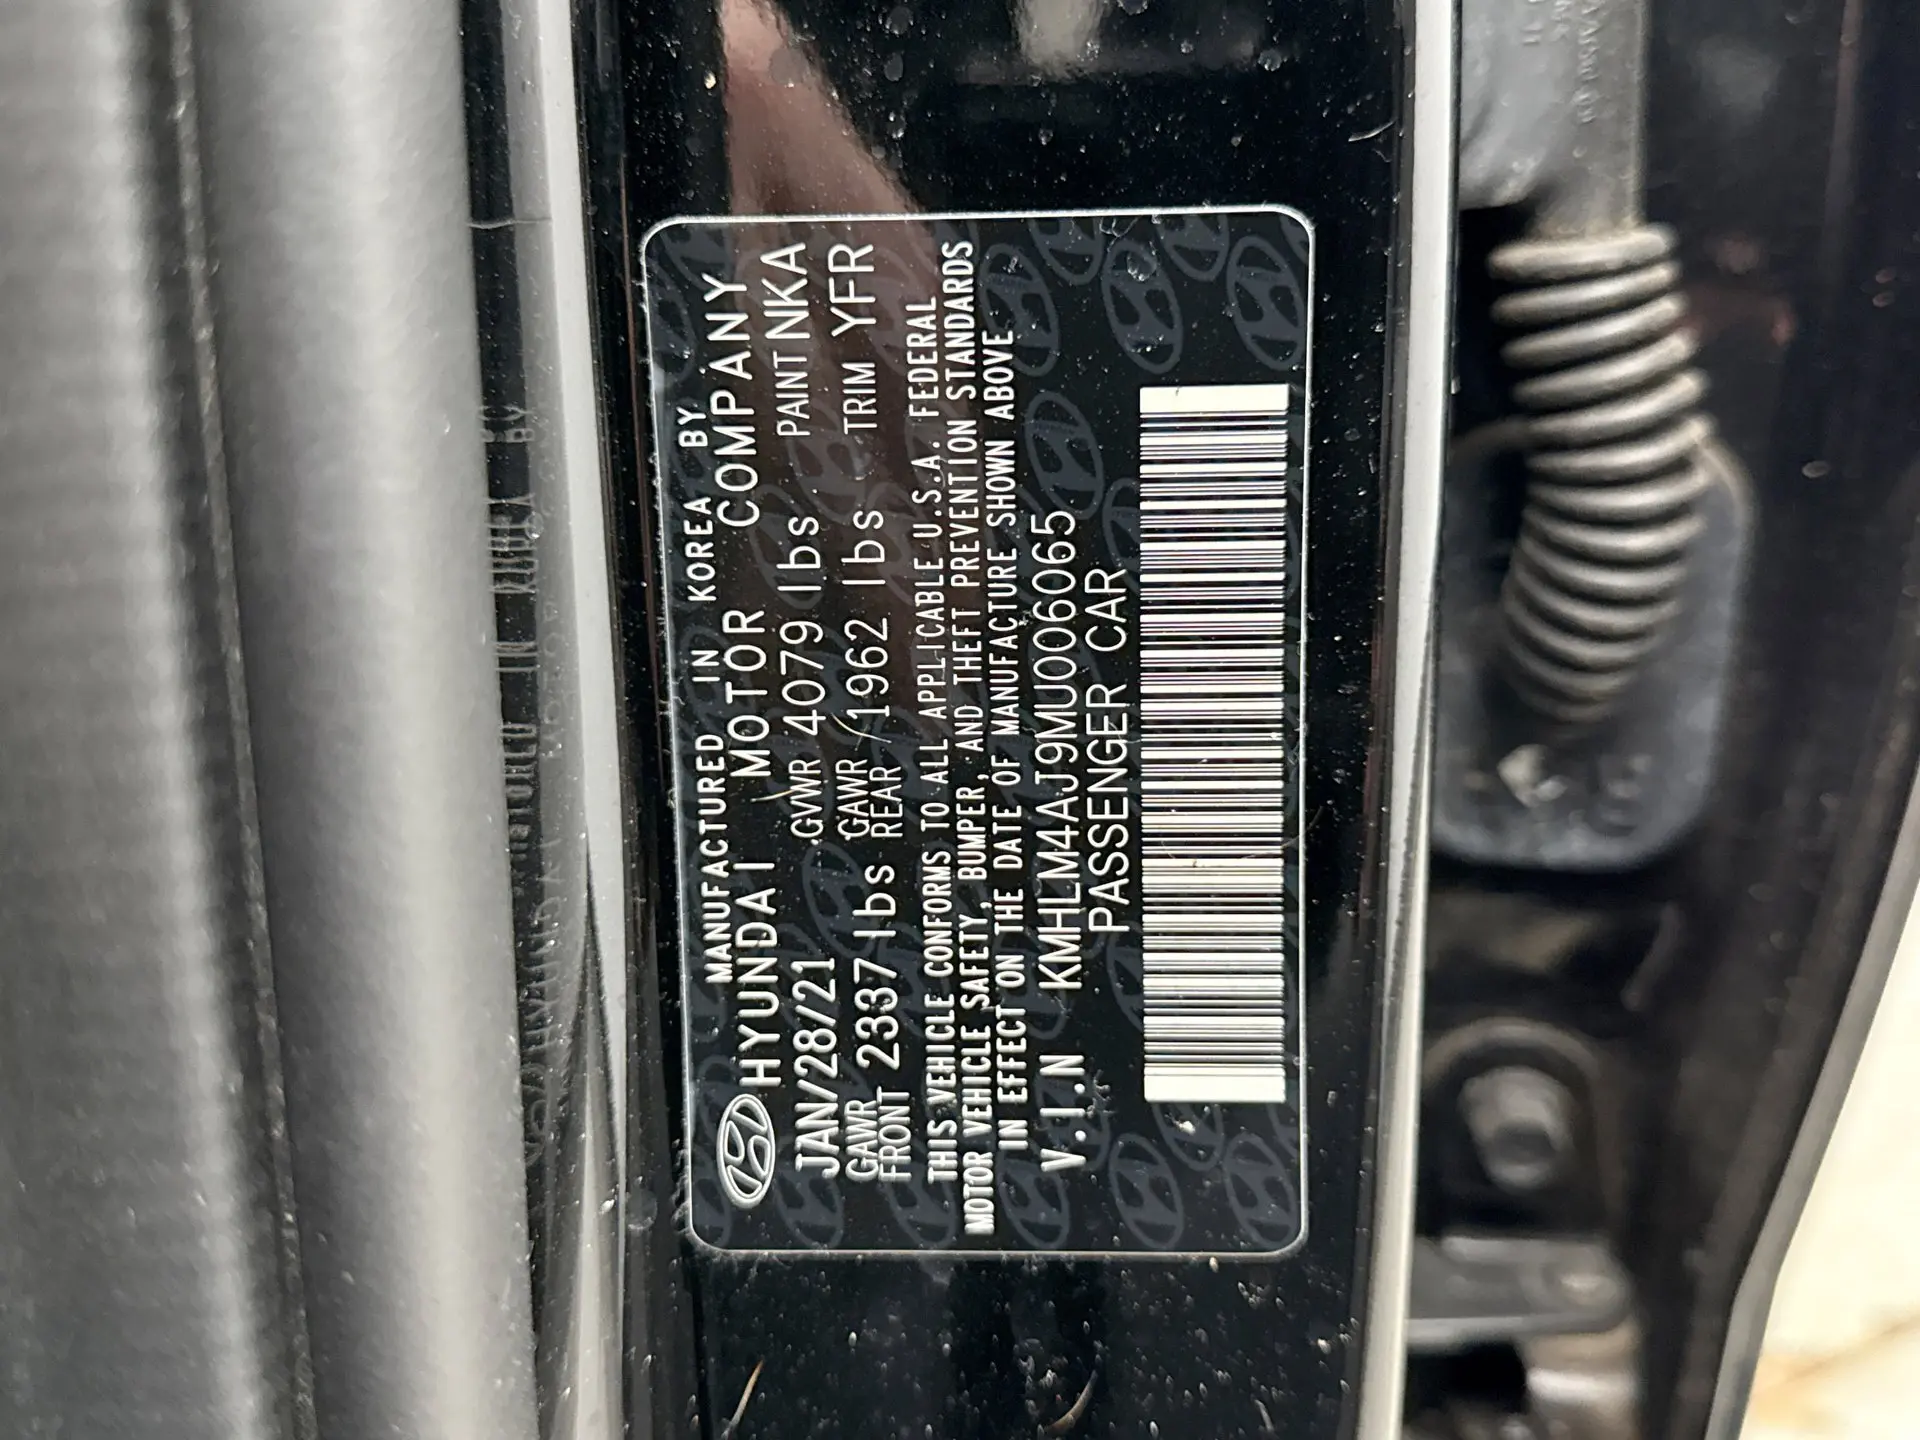 MANUFACTURED IN KOREA BY
HYUNDAI MOTOR COMPANY
JAN/28/21 GVWR 4079 lbs PAINT NKA
GAWR FRONT 2337 lbs GAWR REAR 1962 lbs TRIM YFR
THIS VEHICLE CONFORMS TO ALL APPLICABLE U.S.A. FEDERAL
MOTOR VEHICLE SAFETY, BUMPER, AND THEFT PREVENTION STANDARDS
IN EFFECT ON THE DATE OF MANUFACTURE SHOWN ABOVE
V.I.N KMHLM4AJ9MU006065
PASSENGER CAR